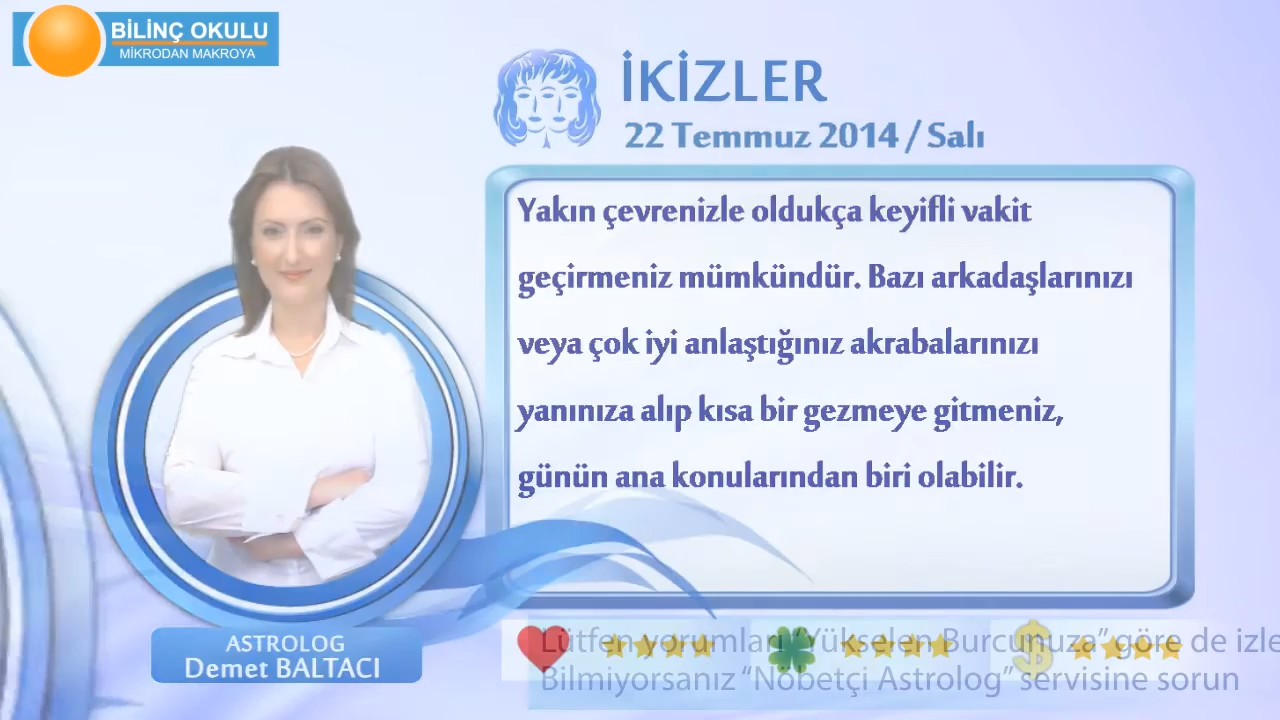 BİLİNÇ OKULU
MİKRODAN MAKROYA
İKİZLER
22 Temmuz 2014 / Salı
Yakın çevrenizle oldukça keyifli vakit
geçirmeniz mümkündür. Bazı arkadaşlarınızı
veya çok iyi anlaştığınız akrabalarınızı
yanınıza alıp kısa bir gezmeye gitmeniz,
günün ana konularından biri olabilir.
ASTROLOG
Demet BALTACI
Lütfen yorumları "Yükselen Burcunuza" göre de izle
Bilmiyorsanız "Nöbetçi Astrolog" servisine sorun